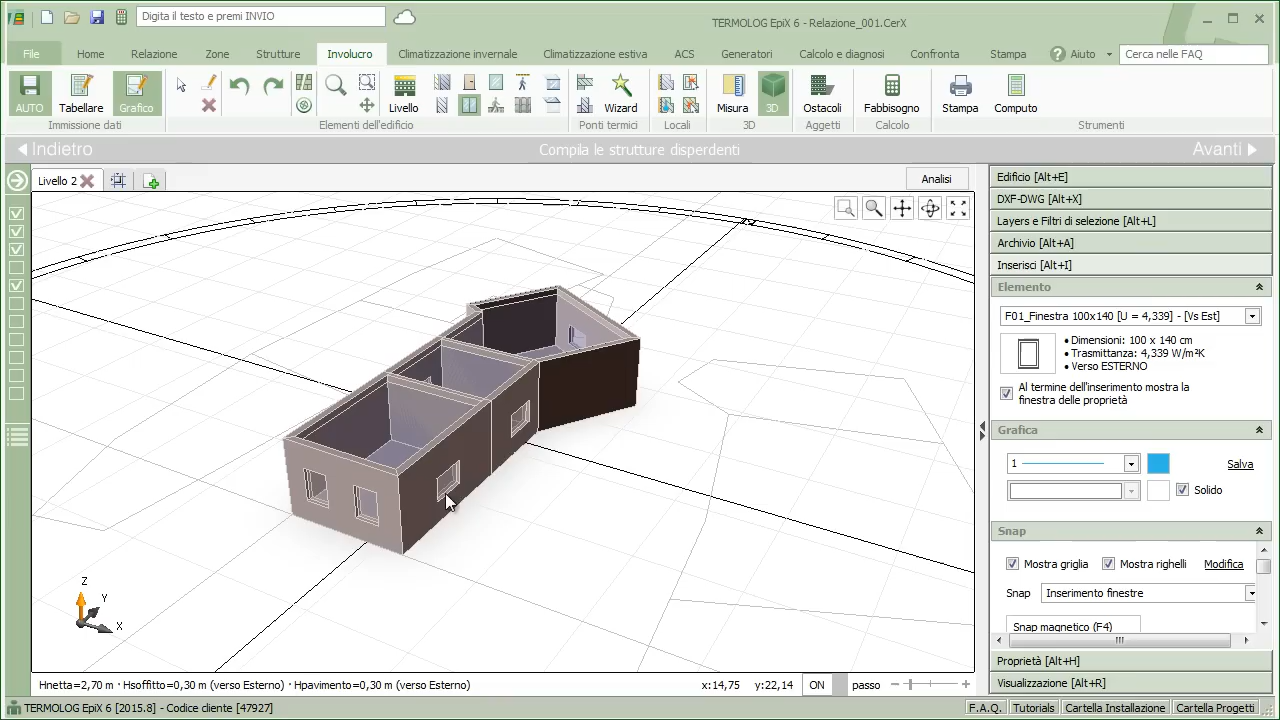 Digita il testo e premi INVIO
TERMOLOG EpiX 6 - Relazione_001.CerX
File Home Relazione Zone Strutture Involucro Climatizzazione invernale Climatizzazione estiva ACS Generatori Calcolo e diagnosi Confronta Stampa Aiuto Cerca nelle FAQ
AUTO Tabellare Grafico Livello Wizard Misura 3D Ostacoli Fabbisogno Stampa Computo
Immissione dati Elementi dell'edificio Ponti termici Locali 3D Aggetti Calcolo Strumenti
Indietro Compila le strutture disperdenti Avanti
Livello 2 Analisi
Edificio [Alt+E]
DXF-DWG [Alt+X]
Layers e Filtri di selezione [Alt+L]
Archivio [Alt+A]
Inserisci [Alt+I]
Elemento
F01_Finestra 100x140 [U = 4,339] - [Vs Est]
• Dimensioni: 100 x 140 cm
• Trasmittanza: 4,339 W/m²K
• Verso ESTERNO
Al termine dell'inserimento mostra la
finestra delle proprietà
Grafica
1 Salva
Solido
Snap
Mostra griglia Mostra righelli Modifica
Snap Inserimento finestre
Snap magnetico (F4)
Proprietà [Alt+H]
Visualizzazione [Alt+R]
Z
Y
X
Hnetta=2,70 m · Hsoffitto=0,30 m (verso Esterno) · Hpavimento=0,30 m (verso Esterno) x:14,75 y:22,14 ON passo
TERMOLOG EpiX 6 [2015.8] - Codice cliente [47927] F.A.Q. Tutorials Cartella Installazione Cartella Progetti